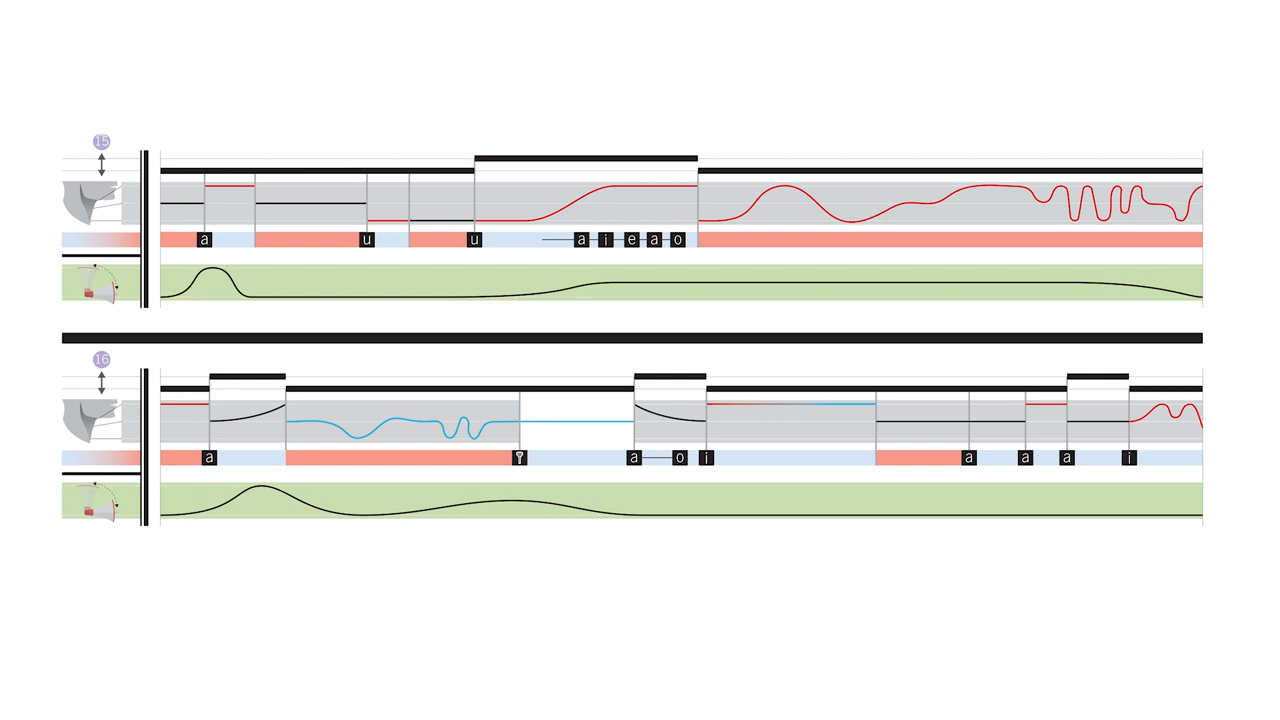 15
a u u a i e a o
16
a a o i a a a i